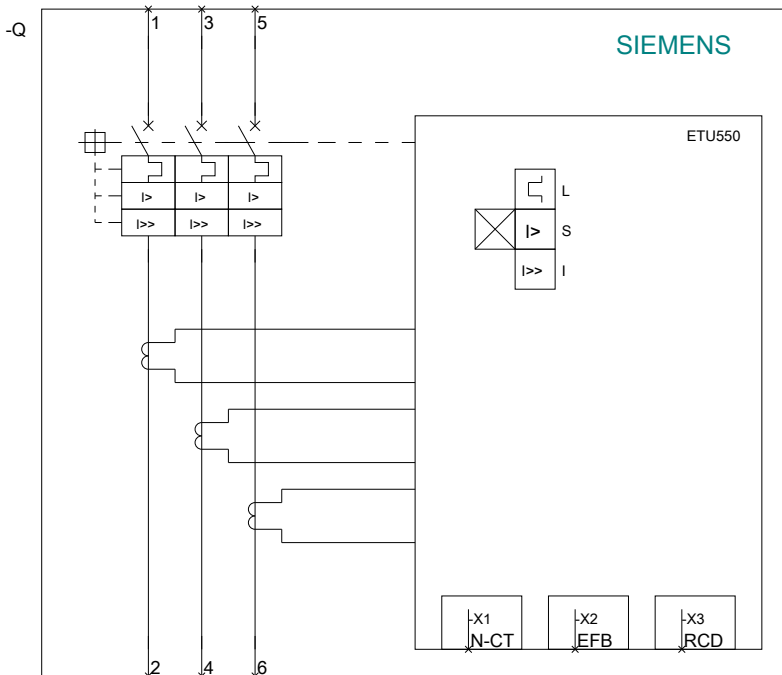 -Q
1 3 5
SIEMENS
ETU550
L
I> I> I>
I> S
I>> I>> I>>
I>> I
-X1 -X2 -X3
N-CT EFB RCD
2 4 6